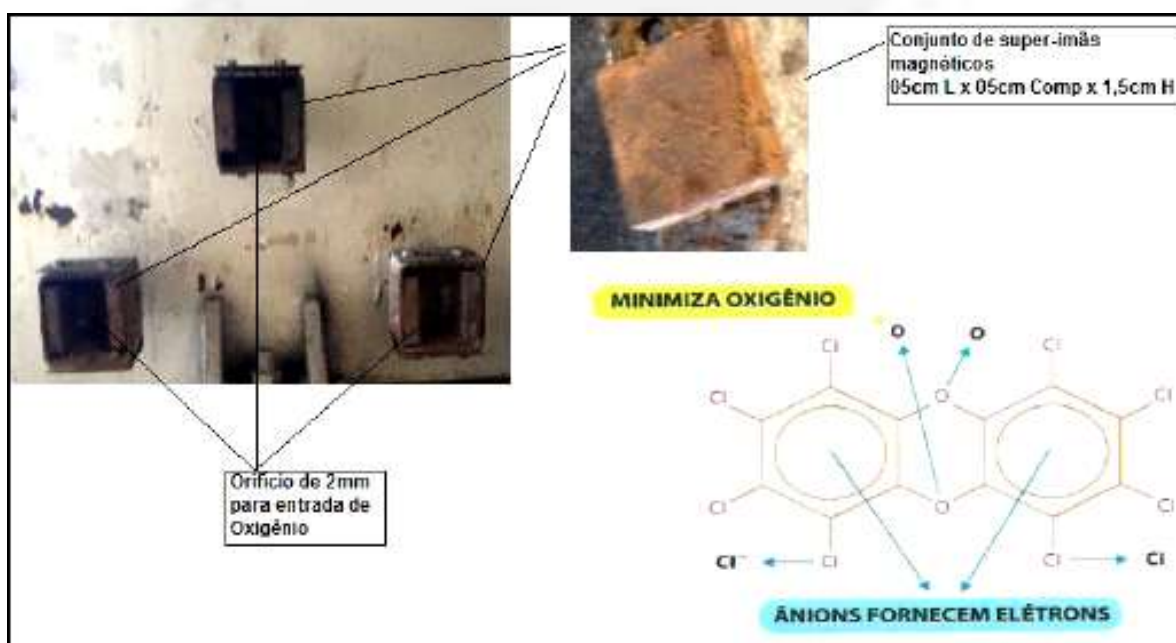 Conjunto de super-imãs
magnéticos
05cm L x 05cm Comp x 1,5cm H
MINIMIZA OXIGÊNIO
O O
Cl Cl
Cl O Cl
Cl O Cl
Cl⁻ Cl Cl Cl
ÂNIONS FORNECEM ELÉTRONS
Orifício de 2mm
para entrada de
Oxigênio